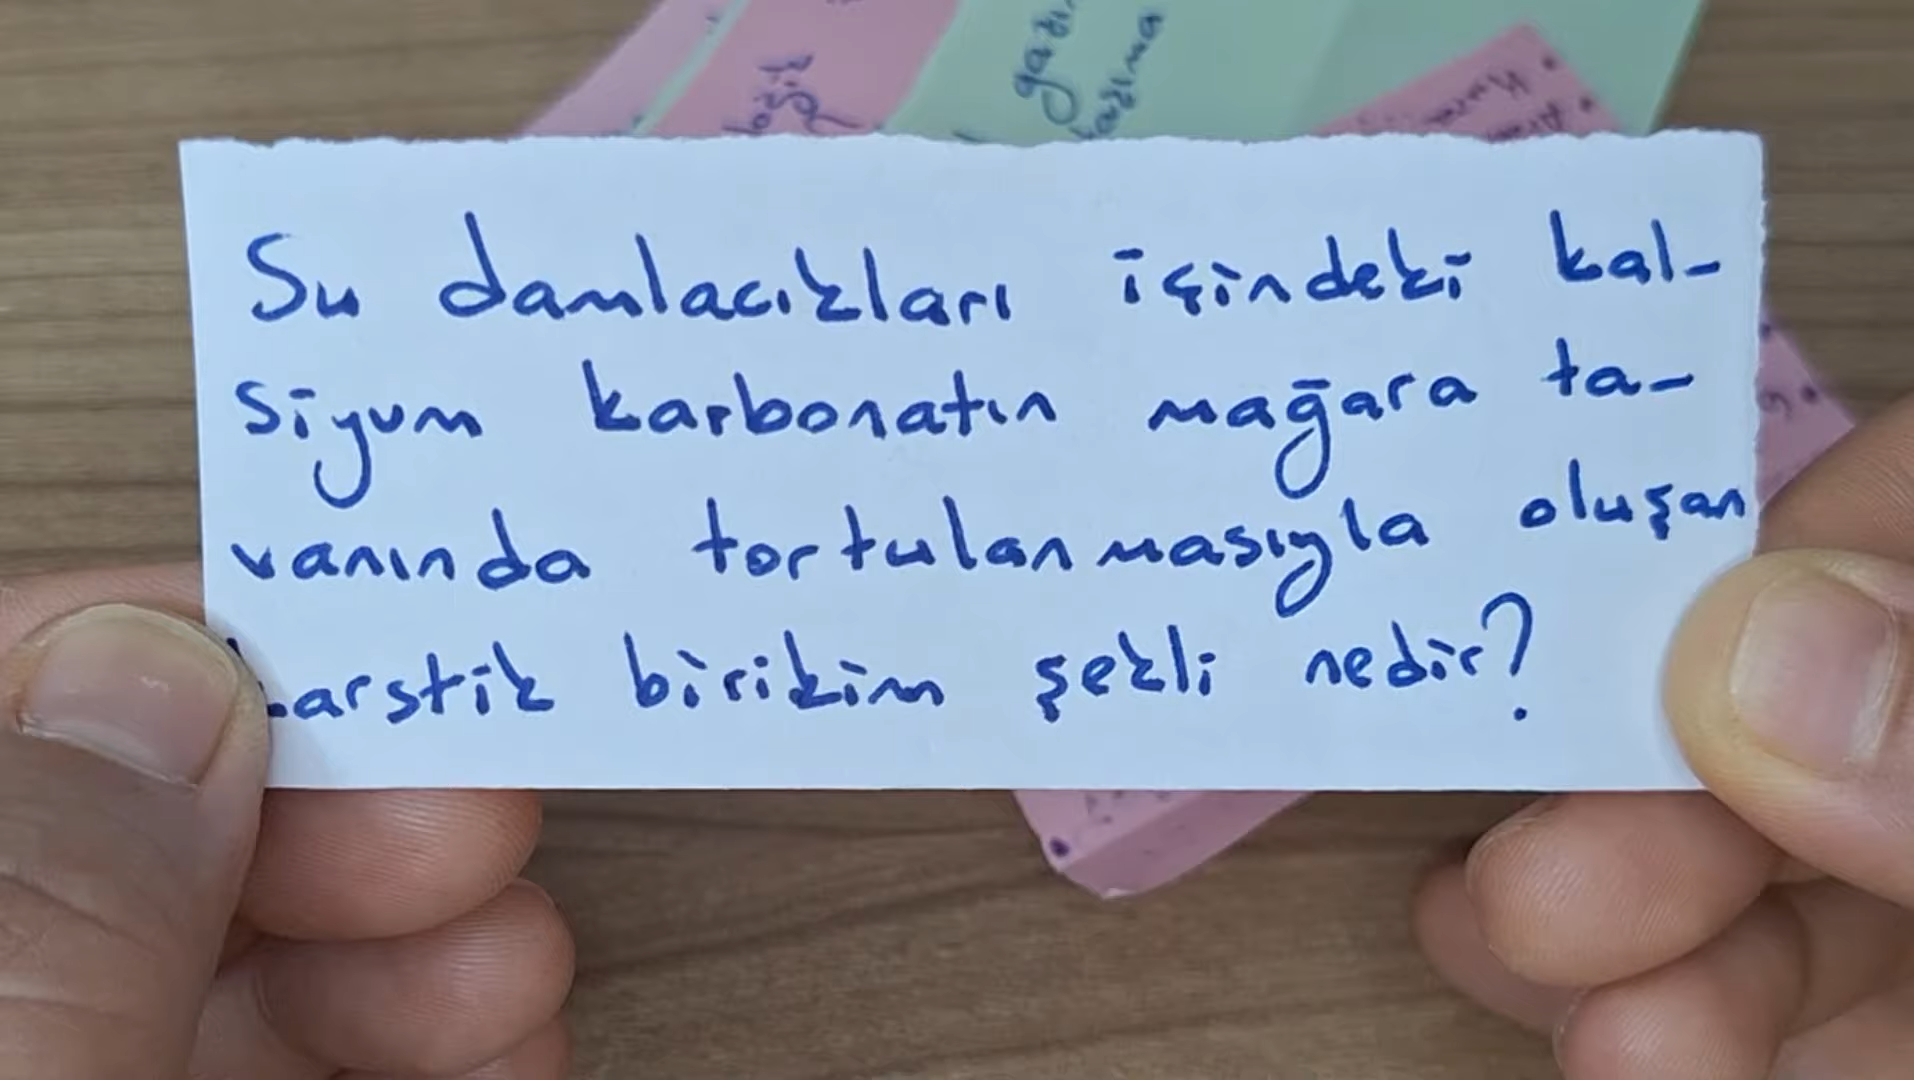 Su damlacıkları içindeki kal-
siyum karbonatın mağara ta-
vanında tortulanmasıyla oluşan
karstik birikim şekli nedir?